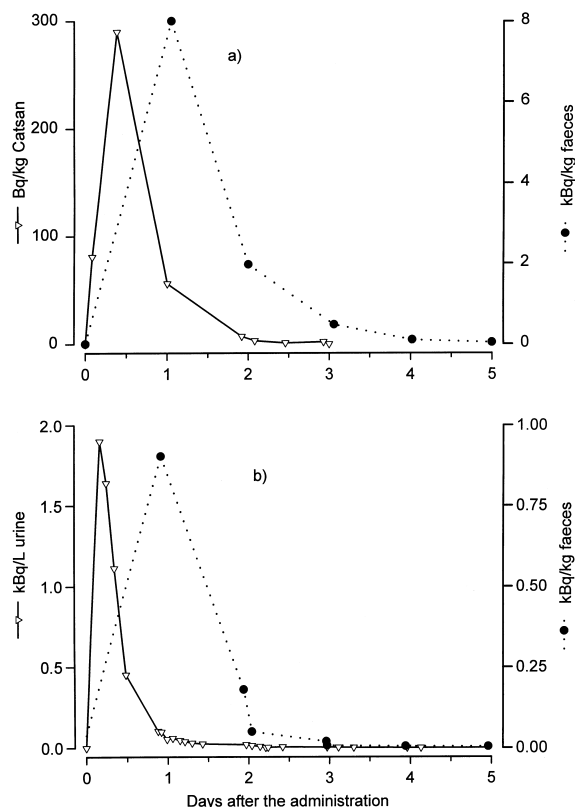 300
200
100
0
Bq/kg Catsan
a)
8
6
4
2
0
kBq/kg faeces
0 1 2 3 4 5
2.0
1.5
1.0
0.5
0.0
kBq/L urine
b)
1.00
0.75
0.50
0.25
0.00
kBq/kg faeces
0 1 2 3 4 5
Days after the administration